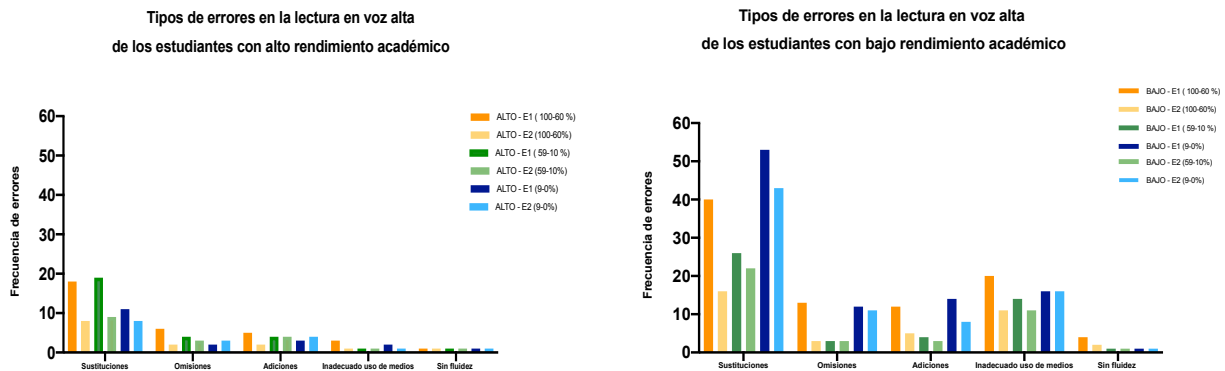 Tipos de errores en la lectura en voz alta
de los estudiantes con alto rendimiento académico
ALTO - E1 ( 100-60 %)
ALTO - E2 (100-60%)
ALTO - E1 ( 59-10 %)
ALTO - E2 (59-10%)
ALTO - E1 (9-0%)
ALTO - E2 (9-0%)
Frecuencia de errores
60
50
40
30
20
10
0
Sustituciones Omisiones Adiciones Inadecuado uso de medios Sin fluidez
Tipos de errores en la lectura en voz alta
de los estudiantes con bajo rendimiento académico
BAJO - E1 ( 100-60 %)
BAJO - E2 (100-60%)
BAJO - E1 ( 59-10 %)
BAJO - E1 (9-0%)
BAJO - E2 (59-10%)
BAJO - E2 (9-0%)
Frecuencia de errores
60
50
40
30
20
10
0
Sustituciones Omisiones Adiciones Inadecuado uso de medios Sin fluidez